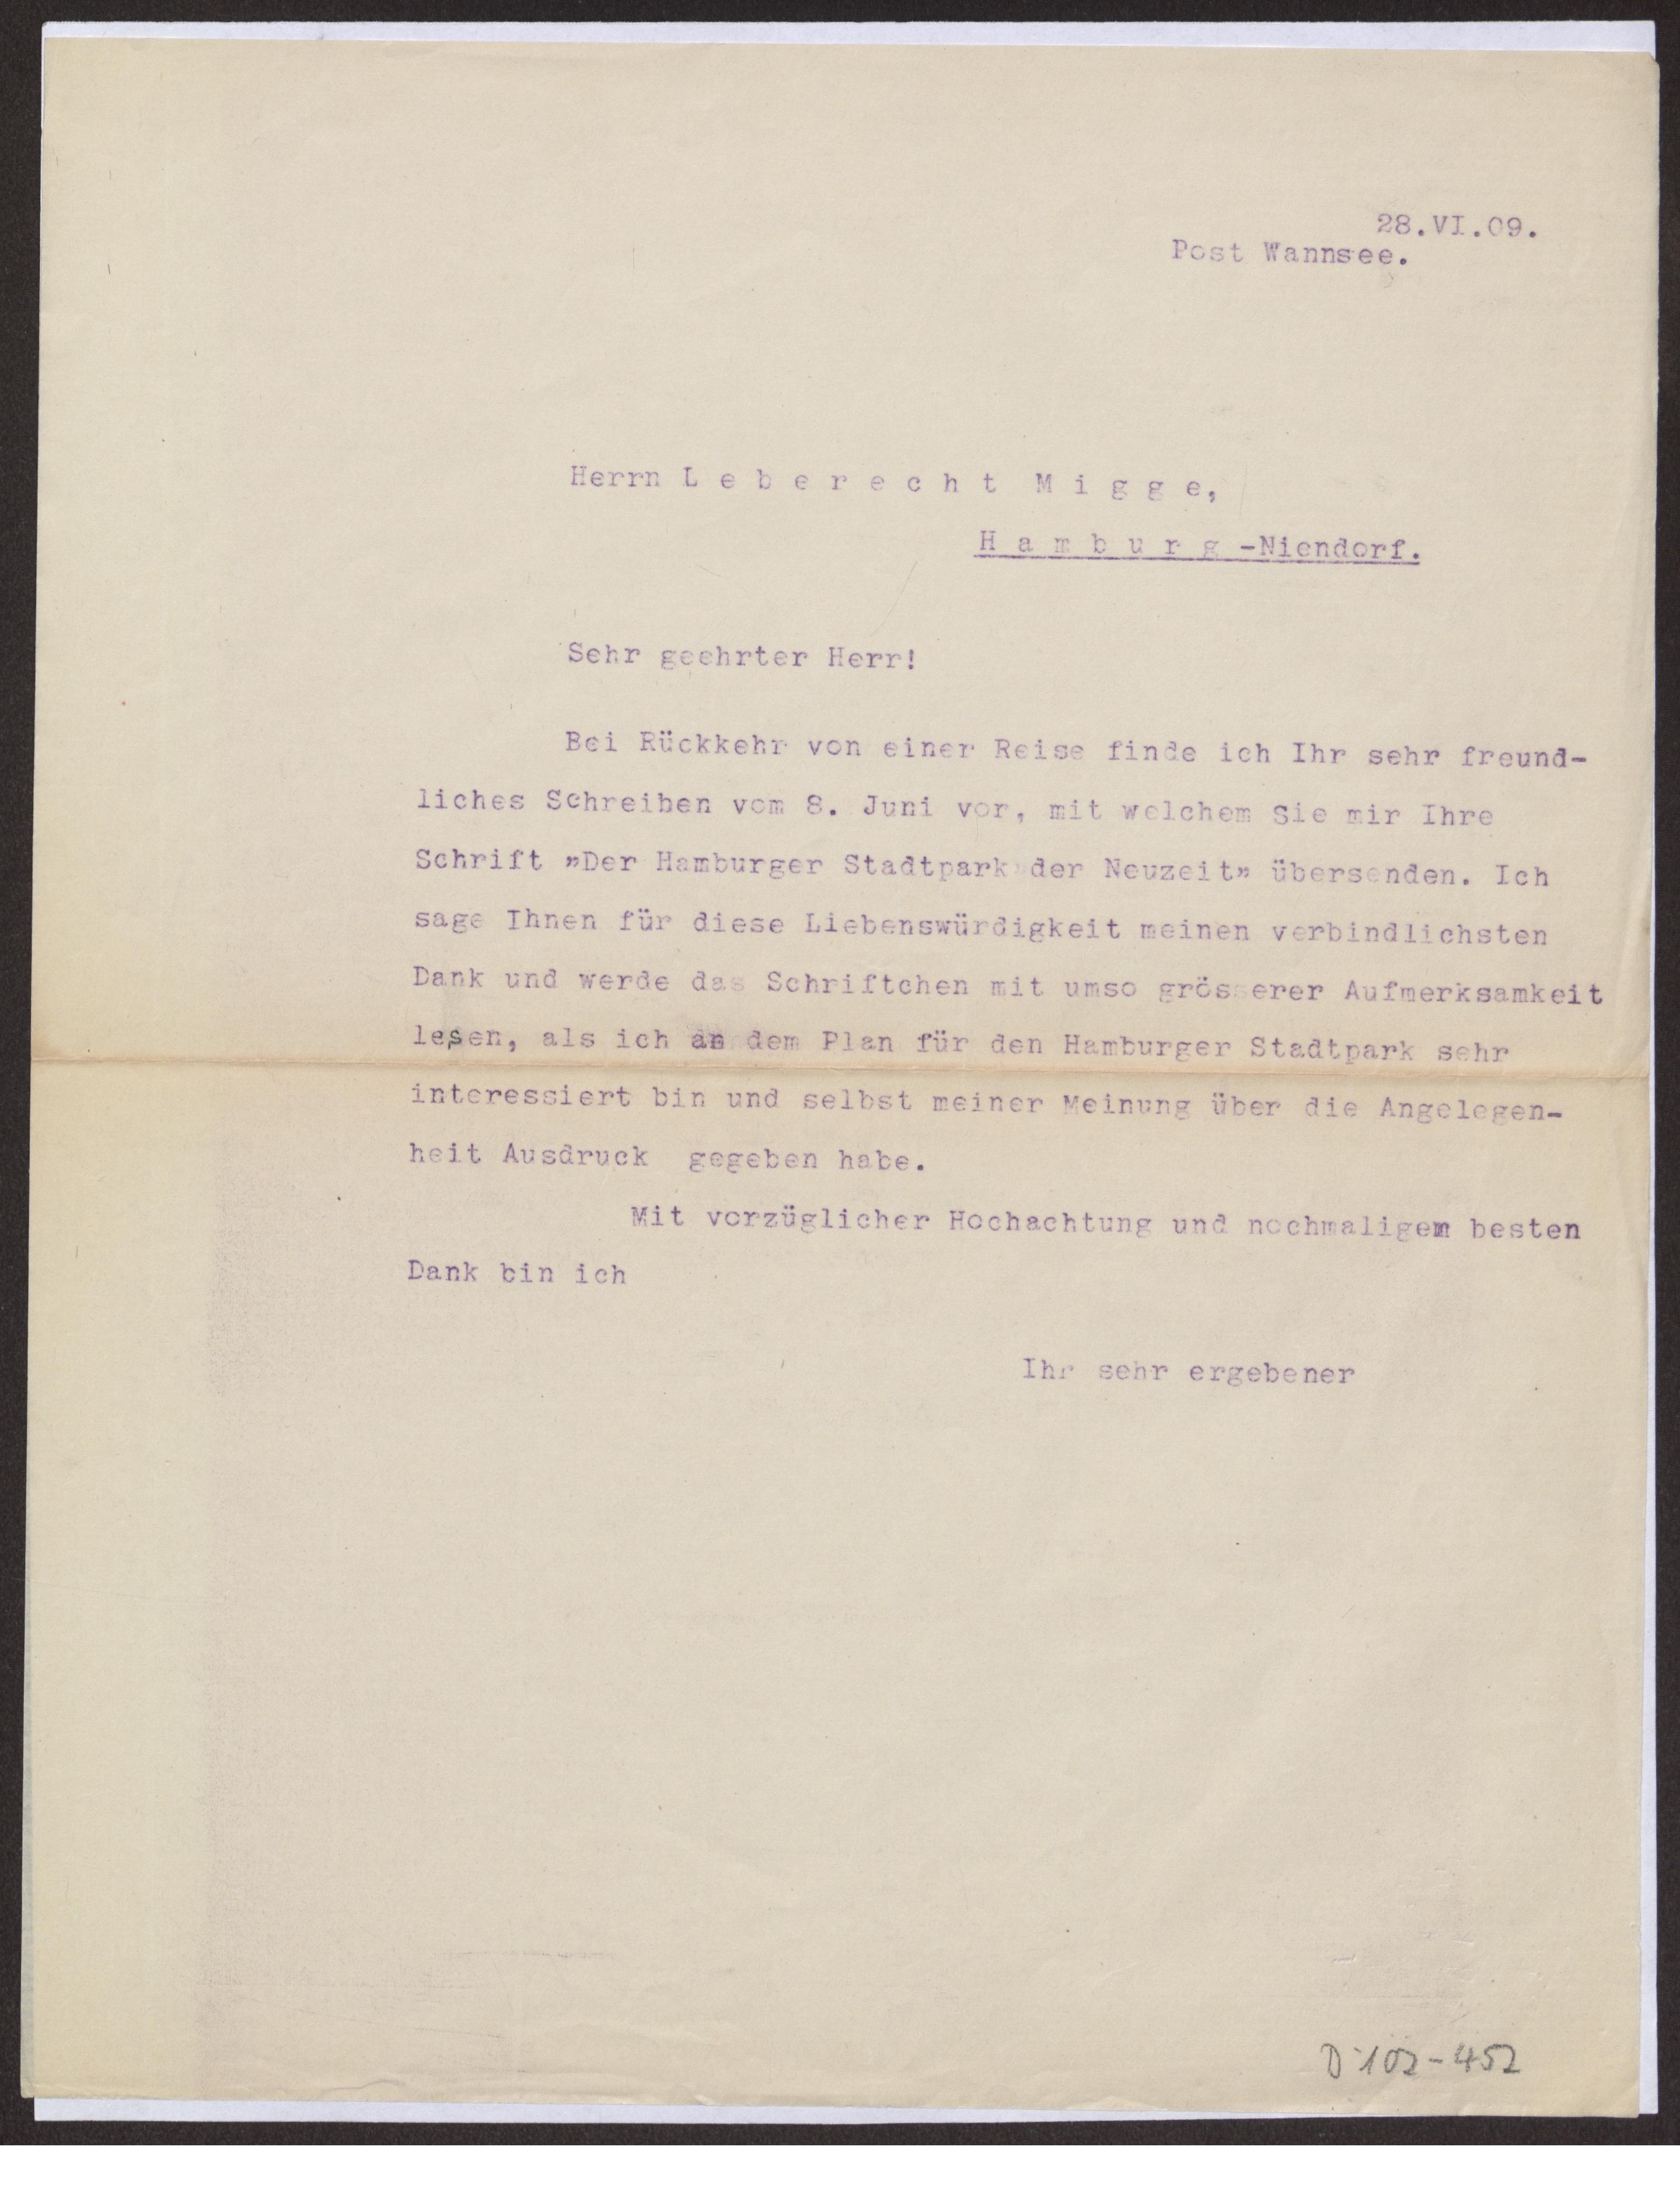 28.VI.09.
Post Wannsee.
Herrn L e b e r e c h t  M i g g e,
H a m b u r g -Niendorf.
Sehr geehrter Herr!
Bei Rückkehr von einer Reise finde ich Ihr sehr freund-
liches Schreiben vom 8. Juni vor, mit welchem Sie mir Ihre
Schrift "Der Hamburger Stadtpark der Neuzeit" übersenden. Ich
sage Ihnen für diese Liebenswürdigkeit meinen verbindlichsten
Dank und werde das Schriftchen mit umso grösserer Aufmerksamkeit
lesen, als ich an dem Plan für den Hamburger Stadtpark sehr
interessiert bin und selbst meiner Meinung über die Angelegen-
heit Ausdruck gegeben habe.
Mit vorzüglicher Hochachtung und nochmaligem besten
Dank bin ich
Ihr sehr ergebener
D 102-452